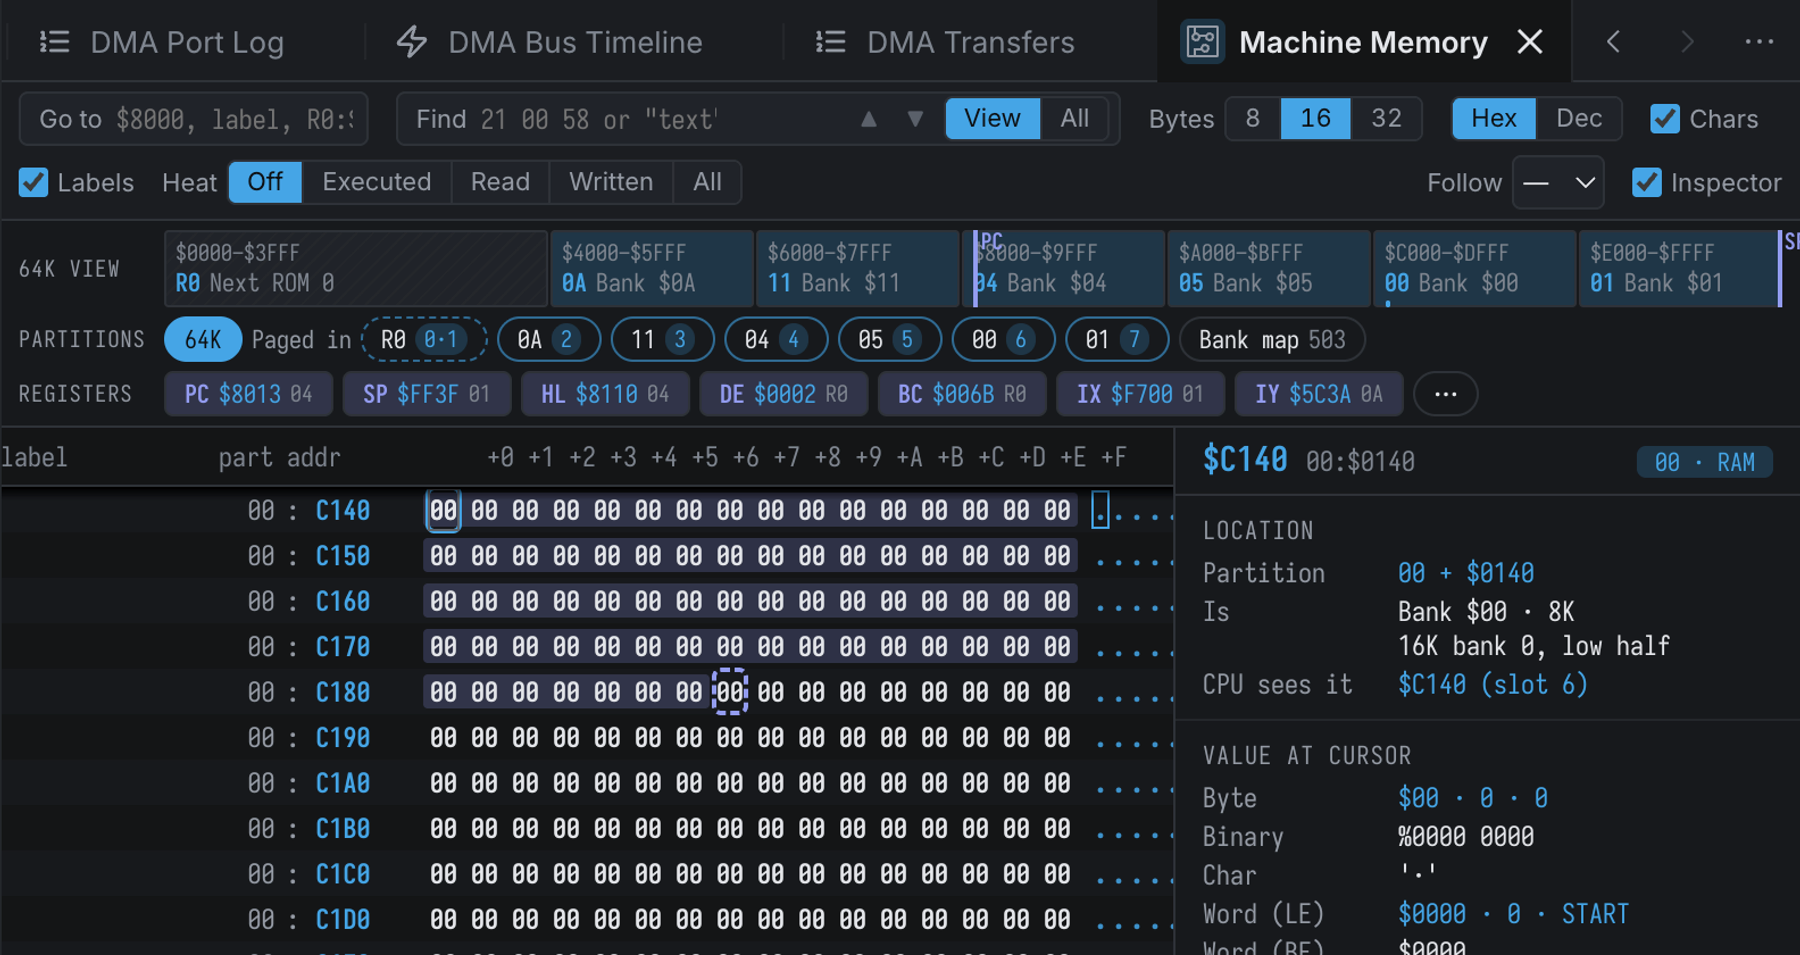 DMA Port Log DMA Bus Timeline DMA Transfers Machine Memory
Go to $8000, label, R0:$ Find 21 00 58 or "text" View All Bytes 8 16 32 Hex Dec Chars
Labels Heat Off Executed Read Written All Follow — Inspector
64K VIEW
$0000–$3FFF
R0 Next ROM 0
$4000–$5FFF
0A Bank $0A
$6000–$7FFF
11 Bank $11
PC
$8000–$9FFF
04 Bank $04
$A000–$BFFF
05 Bank $05
$C000–$DFFF
00 Bank $00
$E000–$FFFF
01 Bank $01
PARTITIONS 64K Paged in R0 0·1 0A 2 11 3 04 4 05 5 00 6 01 7 Bank map 503
REGISTERS PC $8013 04 SP $FF3F 01 HL $8110 04 DE $0002 R0 BC $006B R0 IX $F700 01 IY $5C3A 0A ...
label part addr +0 +1 +2 +3 +4 +5 +6 +7 +8 +9 +A +B +C +D +E +F
00 : C140 00 00 00 00 00 00 00 00 00 00 00 00 00 00 00 00 .....
00 : C150 00 00 00 00 00 00 00 00 00 00 00 00 00 00 00 00 .....
00 : C160 00 00 00 00 00 00 00 00 00 00 00 00 00 00 00 00 .....
00 : C170 00 00 00 00 00 00 00 00 00 00 00 00 00 00 00 00 .....
00 : C180 00 00 00 00 00 00 00 00 00 00 00 00 00 00 00 00 .....
00 : C190 00 00 00 00 00 00 00 00 00 00 00 00 00 00 00 00 .....
00 : C1A0 00 00 00 00 00 00 00 00 00 00 00 00 00 00 00 00 .....
00 : C1B0 00 00 00 00 00 00 00 00 00 00 00 00 00 00 00 00 .....
00 : C1C0 00 00 00 00 00 00 00 00 00 00 00 00 00 00 00 00 .....
00 : C1D0 00 00 00 00 00 00 00 00 00 00 00 00 00 00 00 00 .....
$C140 00:$0140 00 · RAM
LOCATION
Partition 00 + $0140
Is Bank $00 · 8K
16K bank 0, low half
CPU sees it $C140 (slot 6)
VALUE AT CURSOR
Byte $00 · 0 · 0
Binary %0000 0000
Char '·'
Word (LE) $0000 · 0 · START
Word (BE) $0000